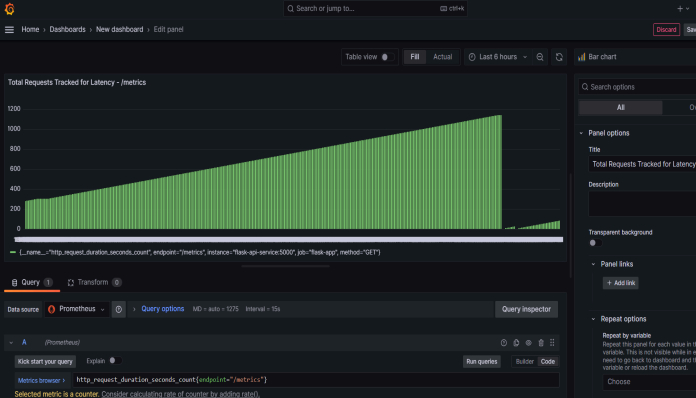 Search or jump to...
ctrl+k
Home › Dashboards › New dashboard › Edit panel
Discard
Table view
Fill
Actual
Last 6 hours
Bar chart
Total Requests Tracked for Latency - /metrics
1200
1000
800
600
400
200
0
{__name__="http_request_duration_seconds_count", endpoint="/metrics", instance="flask-api-service:5000", job="flask-app", method="GET"}
Search options
All
Panel options
Title
Total Requests Tracked for Latency
Description
Transparent background
Panel links
+ Add link
Repeat options
Repeat by variable
Repeat this panel for each value in
variable. This is not visible while in
need to go back to dashboard and
variable or reload the dashboard.
Choose
Query 1
Transform 0
Data source
Prometheus
Query options
MD = auto = 1275
Interval = 15s
Query inspector
A
(Prometheus)
Kick start your query
Explain
Run queries
Builder
Code
Metrics browser >
http_request_duration_seconds_count{endpoint="/metrics"}
Selected metric is a counter. Consider calculating rate of counter by adding rate().